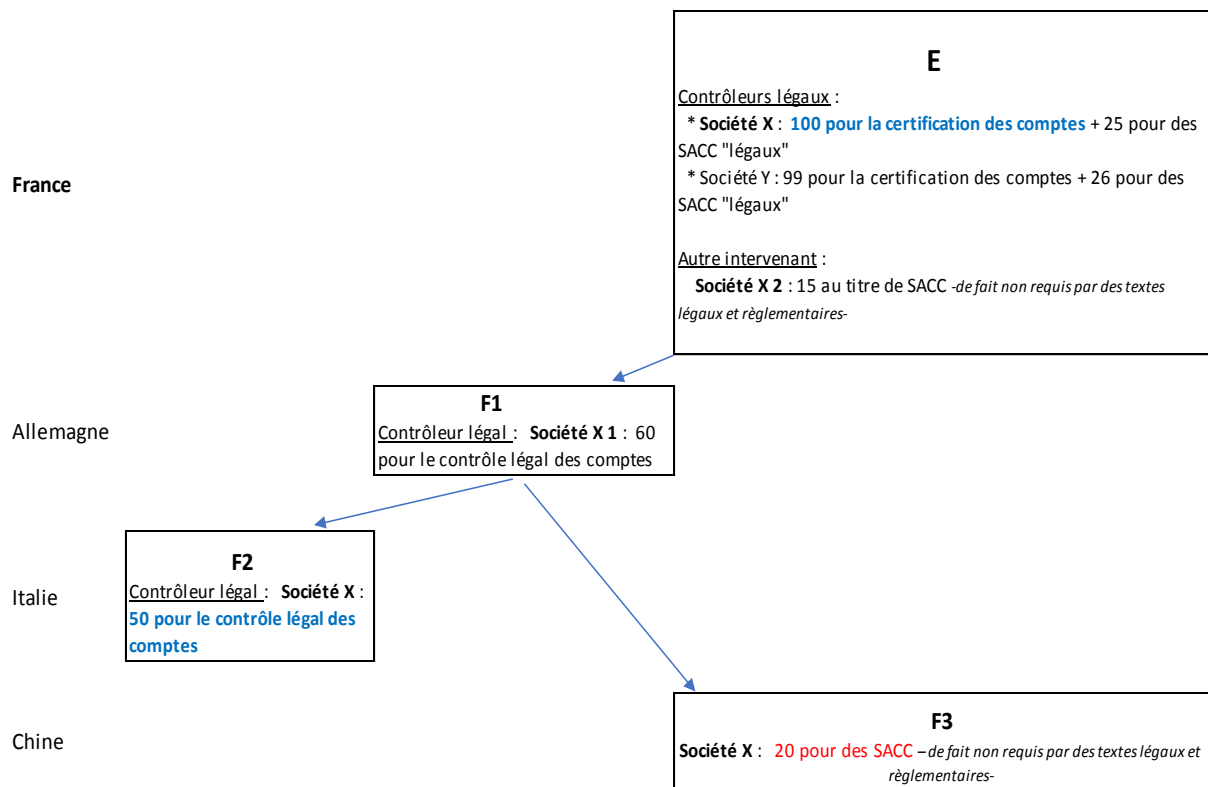 E
Contrôleurs légaux :
* Société X : 100 pour la certification des comptes + 25 pour des
SACC "légaux"
* Société Y : 99 pour la certification des comptes + 26 pour des
SACC "légaux"
France
Autre intervenant :
Société X 2 : 15 au titre de SACC -de fait non requis par des textes
légaux et règlementaires-
F1
Allemagne
Contrôleur légal : Société X 1 : 60
pour le contrôle légal des comptes
F2
Italie
Contrôleur légal : Société X :
50 pour le contrôle légal des
comptes
F3
Chine
Société X : 20 pour des SACC –de fait non requis par des textes légaux et
règlementaires-